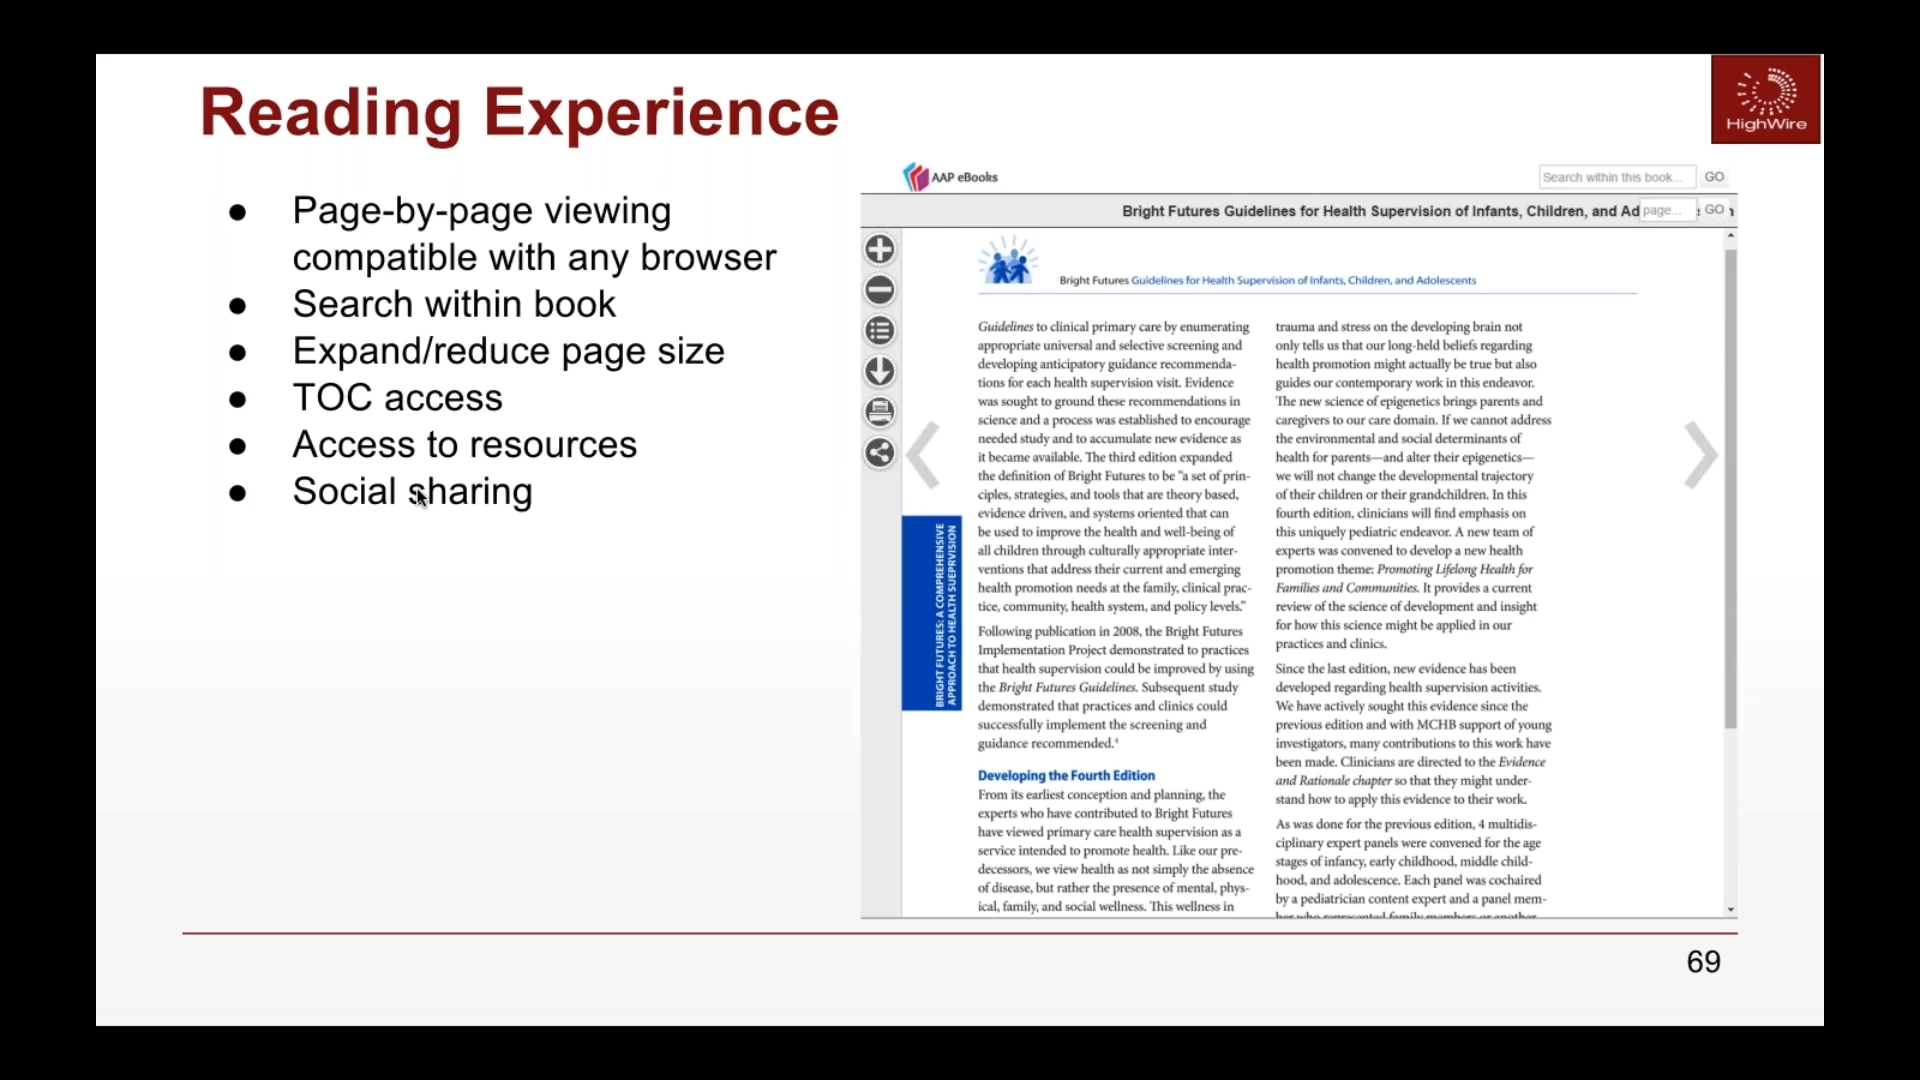 Reading Experience
HighWire
● Page-by-page viewing
compatible with any browser
● Search within book
● Expand/reduce page size
● TOC access
● Access to resources
● Social sharing
AAP eBooks
Search within this book... GO
Bright Futures Guidelines for Health Supervision of Infants, Children, and Ad
page... GO
Bright Futures Guidelines for Health Supervision of Infants, Children, and Adolescents
BRIGHT FUTURES: A COMPREHENSIVE
APPROACH TO HEALTH SUEPRVISION
Guidelines to clinical primary care by enumerating
appropriate universal and selective screening and
developing anticipatory guidance recommenda-
tions for each health supervision visit. Evidence
was sought to ground these recommendations in
science and a process was established to encourage
needed study and to accumulate new evidence as
it became available. The third edition expanded
the definition of Bright Futures to be “a set of prin-
ciples, strategies, and tools that are theory based,
evidence driven, and systems oriented that can
be used to improve the health and well-being of
all children through culturally appropriate inter-
ventions that address their current and emerging
health promotion needs at the family, clinical prac-
tice, community, health system, and policy levels.”
Following publication in 2008, the Bright Futures
Implementation Project demonstrated to practices
that health supervision could be improved by using
the Bright Futures Guidelines. Subsequent study
demonstrated that practices and clinics could
successfully implement the screening and
guidance recommended.⁴
Developing the Fourth Edition
From its earliest conception and planning, the
experts who have contributed to Bright Futures
have viewed primary care health supervision as a
service intended to promote health. Like our pre-
decessors, we view health as not simply the absence
of disease, but rather the presence of mental, phys-
ical, family, and social wellness. This wellness in
trauma and stress on the developing brain not
only tells us that our long-held beliefs regarding
health promotion might actually be true but also
guides our contemporary work in this endeavor.
The new science of epigenetics brings parents and
caregivers to our care domain. If we cannot address
the environmental and social determinants of
health for parents—and alter their epigenetics—
we will not change the developmental trajectory
of their children or their grandchildren. In this
fourth edition, clinicians will find emphasis on
this uniquely pediatric endeavor. A new team of
experts was convened to develop a new health
promotion theme: Promoting Lifelong Health for
Families and Communities. It provides a current
review of the science of development and insight
for how this science might be applied in our
practices and clinics.
Since the last edition, new evidence has been
developed regarding health supervision activities.
We have actively sought this evidence since the
previous edition and with MCHB support of young
investigators, many contributions to this work have
been made. Clinicians are directed to the Evidence
and Rationale chapter so that they might under-
stand how to apply this evidence to their work.
As was done for the previous edition, 4 multidis-
ciplinary expert panels were convened for the age
stages of infancy, early childhood, middle child-
hood, and adolescence. Each panel was cochaired
by a pediatrician content expert and a panel mem-
ber who represented family members or another
69